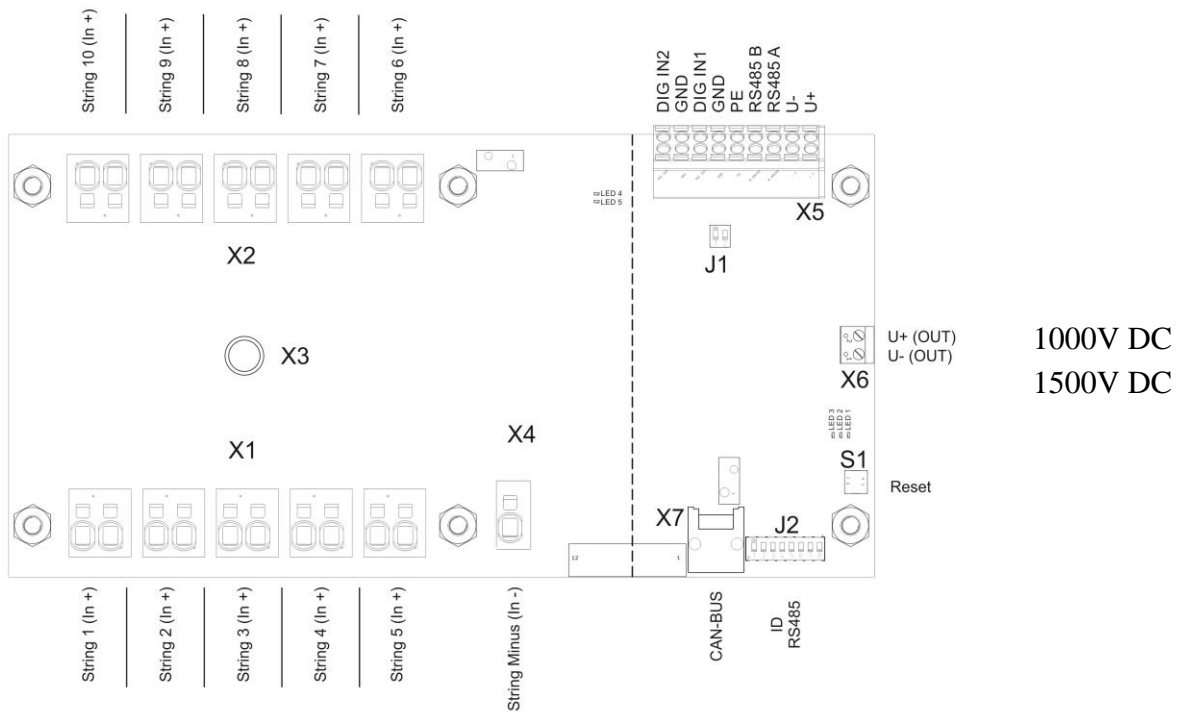 String 10 (In +)
String 9 (In +)
String 8 (In +)
String 7 (In +)
String 6 (In +)
DIG IN2
GND
DIG IN1
GND
PE
RS485 B
RS485 A
U-
U+
LED 4
LED 5
X5
X2
J1
X3
U+ (OUT)
U- (OUT)
1000V DC
1500V DC
X6
LED 3
LED 2
LED 1
X4
X1
S1
Reset
X7
J2
12
1
String 1 (In +)
String 2 (In +)
String 3 (In +)
String 4 (In +)
String 5 (In +)
String Minus (In -)
CAN-BUS
ID
RS485